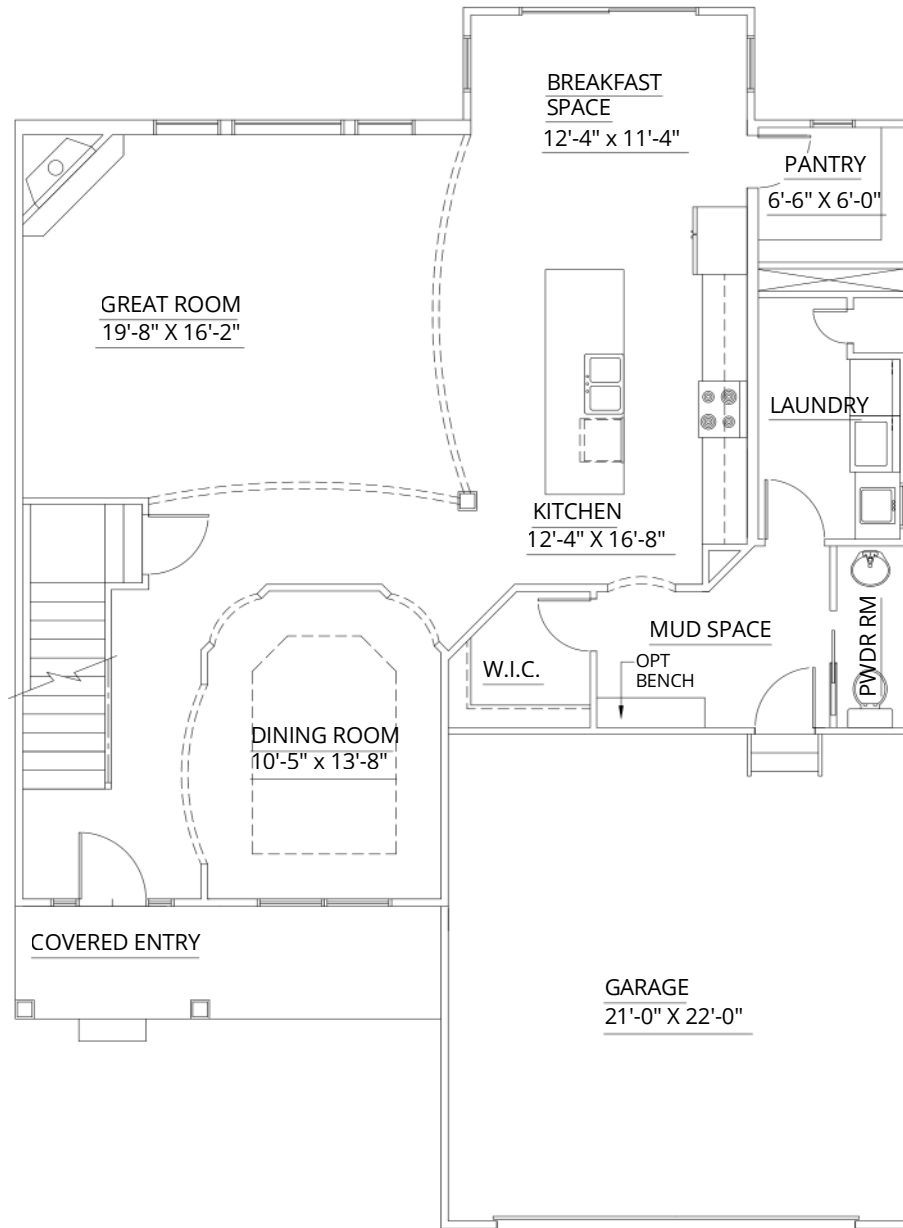 BREAKFAST
SPACE
12'-4" x 11'-4"
PANTRY
6'-6" X 6'-0"
GREAT ROOM
19'-8" X 16'-2"
LAUNDRY
KITCHEN
12'-4" X 16'-8"
MUD SPACE
PWDR RM
W.I.C.
OPT
BENCH
DINING ROOM
10'-5" x 13'-8"
COVERED ENTRY
GARAGE
21'-0" X 22'-0"